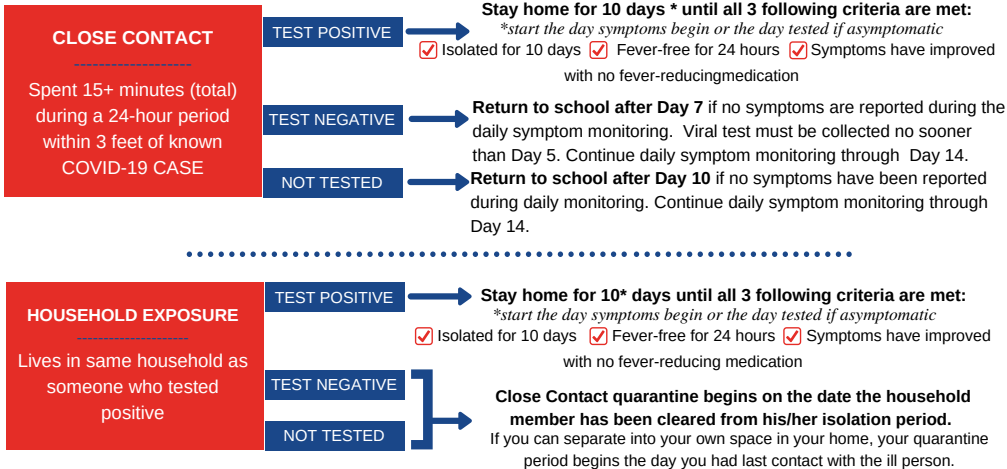 CLOSE CONTACT
--------------------
Spent 15+ minutes (total)
during a 24-hour period
within 3 feet of known
COVID-19 CASE
TEST POSITIVE
Stay home for 10 days * until all 3 following criteria are met:
*start the day symptoms begin or the day tested if asymptomatic
Isolated for 10 days Fever-free for 24 hours Symptoms have improved
with no fever-reducingmedication
TEST NEGATIVE
Return to school after Day 7 if no symptoms are reported during the
daily symptom monitoring. Viral test must be collected no sooner
than Day 5. Continue daily symptom monitoring through Day 14.
NOT TESTED
Return to school after Day 10 if no symptoms have been reported
during daily monitoring. Continue daily symptom monitoring through
Day 14.
HOUSEHOLD EXPOSURE
--------------------
Lives in same household as
someone who tested
positive
TEST POSITIVE
Stay home for 10* days until all 3 following criteria are met:
*start the day symptoms begin or the day tested if asymptomatic
Isolated for 10 days Fever-free for 24 hours Symptoms have improved
with no fever-reducing medication
TEST NEGATIVE
NOT TESTED
Close Contact quarantine begins on the date the household
member has been cleared from his/her isolation period.
If you can separate into your own space in your home, your quarantine
period begins the day you had last contact with the ill person.